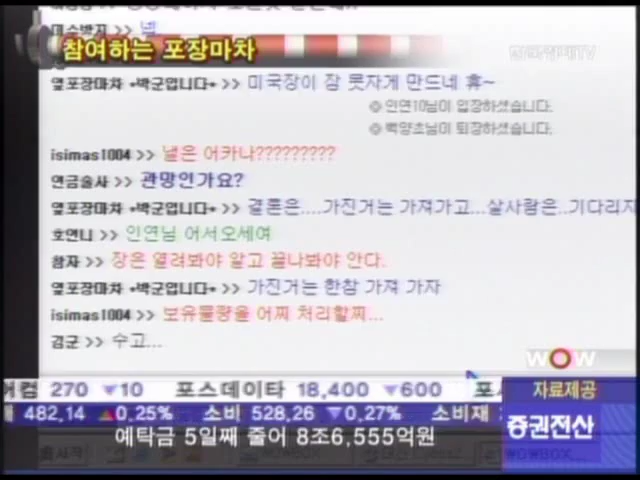 참여하는 포장마차
한국경제TV
옆포장마차 *박군입니다* >> 미국장이 잠 못자게 만드네 휴~
◎ 인연10님이 입장하셨습니다.
◎ 백양초님이 퇴장하셨습니다.
isimas1004 >> 낼은 어카나?????????
연금술사 >> 관망인가요?
옆포장마차 *박군입니다* >> 결론은....가진거는 가져가고...살사람은..기다리자
호연니 >> 인연님 어서오세여
참자 >> 장은 열려봐야 알고 끝나봐야 안다.
옆포장마차 *박군입니다* >> 가진거는 한참 가져 가자
isimas1004 >> 보유물량을 어찌 처리할찌...
김군 >> 수고...
WOW
어컴 270 ▼10 포스데이타 18,400 ▼600 포
482,14 ▲0,25% 소비 528,26 ▼0,27% 소비재
자료제공
증권전산
예탁금 5일째 줄어 8조6,555억원